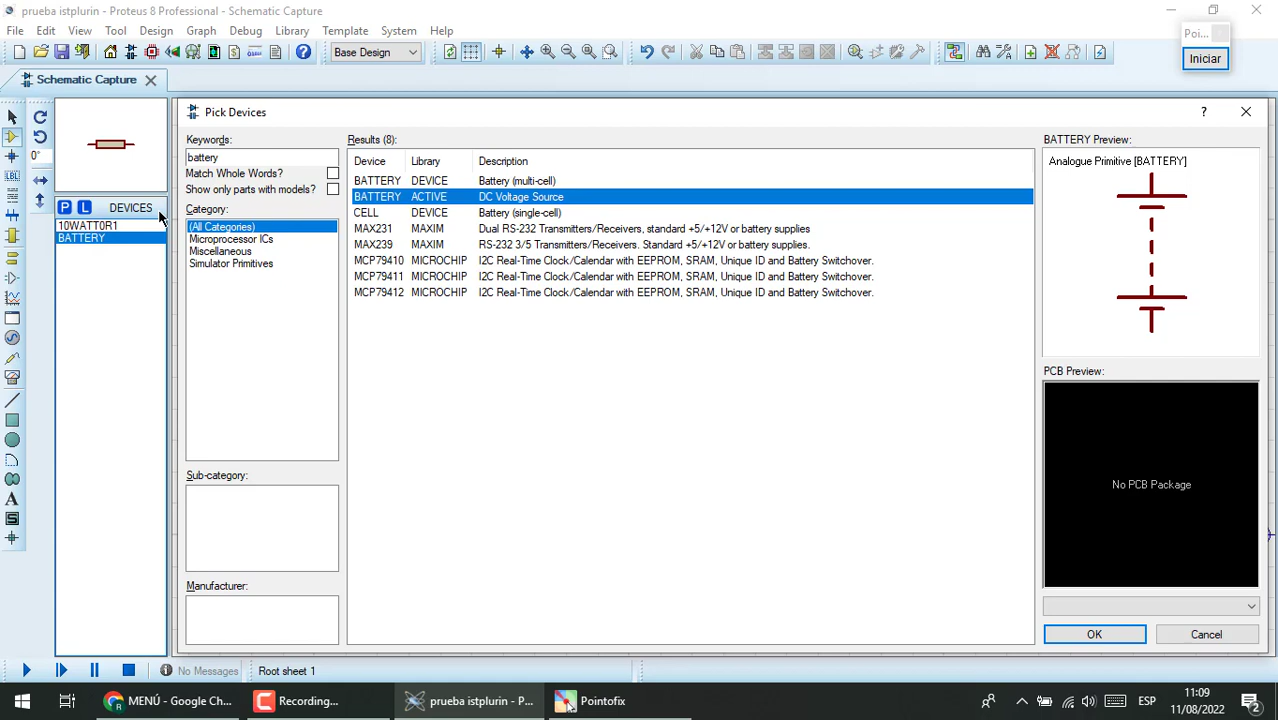 prueba istplurin - Proteus 8 Professional - Schematic Capture
File Edit View Tool Design Graph Debug Library Template System Help
Poi...
Iniciar
Base Design
Schematic Capture
Pick Devices
Keywords:
battery
Match Whole Words?
Show only parts with models?
Category:
(All Categories)
Microprocessor ICs
Miscellaneous
Simulator Primitives
Sub-category:
Manufacturer:
0°
LBL
P L DEVICES
10WATT0R1
BATTERY
Results (8):
Device Library Description
BATTERY DEVICE Battery (multi-cell)
BATTERY ACTIVE DC Voltage Source
CELL DEVICE Battery (single-cell)
MAX231 MAXIM Dual RS-232 Transmitters/Receivers, standard +5/+12V or battery supplies
MAX239 MAXIM RS-232 3/5 Transmitters/Receivers. Standard +5/+12V or battery supplies.
MCP79410 MICROCHIP I2C Real-Time Clock/Calendar with EEPROM, SRAM, Unique ID and Battery Switchover.
MCP79411 MICROCHIP I2C Real-Time Clock/Calendar with EEPROM, SRAM, Unique ID and Battery Switchover.
MCP79412 MICROCHIP I2C Real-Time Clock/Calendar with EEPROM, SRAM, Unique ID and Battery Switchover.
BATTERY Preview:
Analogue Primitive [BATTERY]
PCB Preview:
No PCB Package
OK Cancel
A
S
No Messages Root sheet 1
MENÚ - Google Ch... Recording... prueba istplurin - P... Pointofix
ESP
11:09
11/08/2022
2